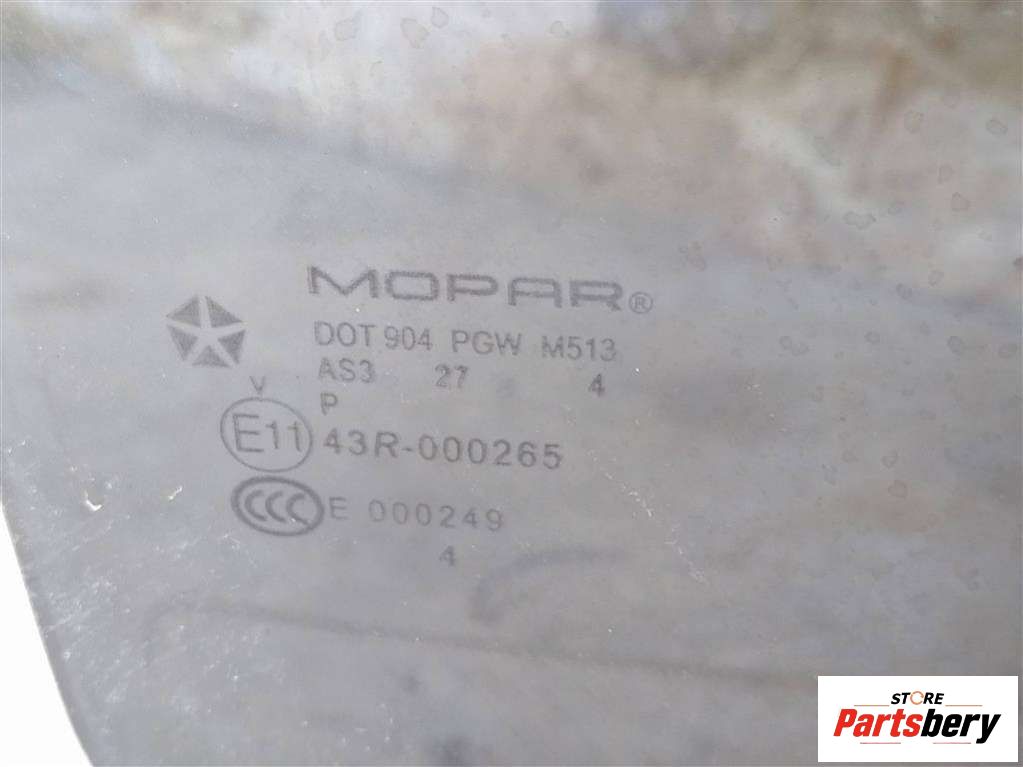 MOPAR®
DOT 904 PGW M513
AS3 27 4
V P
E11 43R-000265
CCC E 000249
4
STORE
Partsbery